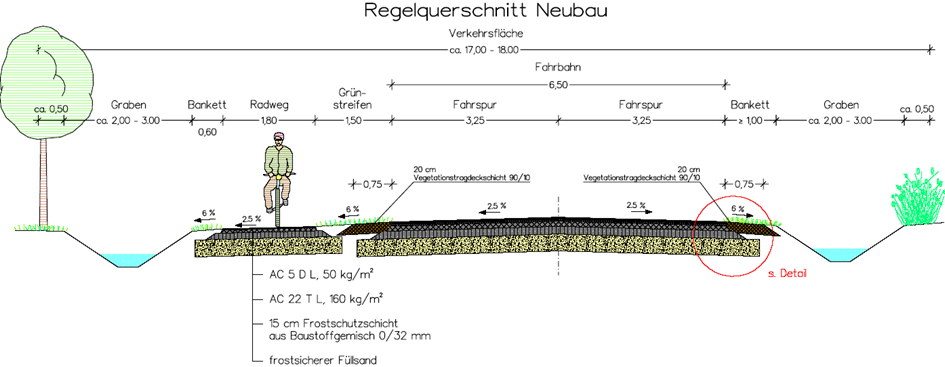 Regelquerschnitt Neubau
Verkehrsfläche
ca. 17,00 - 18.00
Fahrbahn
6,50
ca. 0,50
Graben
ca. 2,00 - 3.00
Bankett
0,60
Radweg
1,80
Grün-
streifen
1,50
Fahrspur
3,25
Fahrspur
3,25
Bankett
≥ 1,00
Graben
ca. 2,00 - 3.00
ca. 0,50
0,75
20 cm
Vegetationstragdeckschicht 90/10
20 cm
Vegetationstragdeckschicht 90/10
0,75
6 %
2.5 %
6 %
2.5 %
2.5 %
6 %
s. Detail
AC 5 D L, 50 kg/m²
AC 22 T L, 160 kg/m²
15 cm Frostschutzschicht
aus Baustoffgemisch 0/32 mm
frostsicherer Füllsand